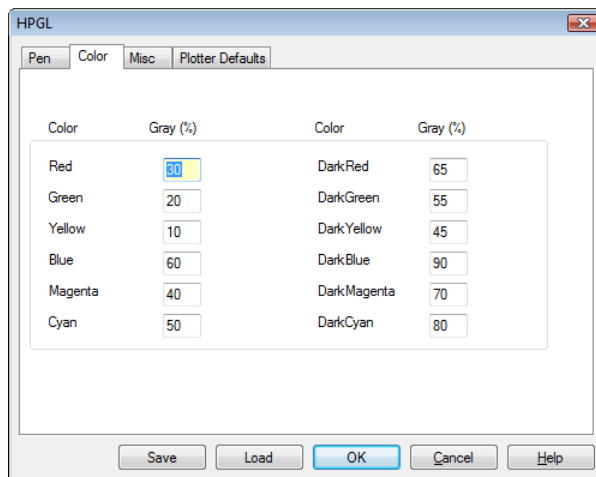 HPGL
Pen Color Misc Plotter Defaults
Color Gray (%) Color Gray (%)
Red 30 DarkRed 65
Green 20 DarkGreen 55
Yellow 10 DarkYellow 45
Blue 60 DarkBlue 90
Magenta 40 DarkMagenta 70
Cyan 50 DarkCyan 80
Save Load OK Cancel Help